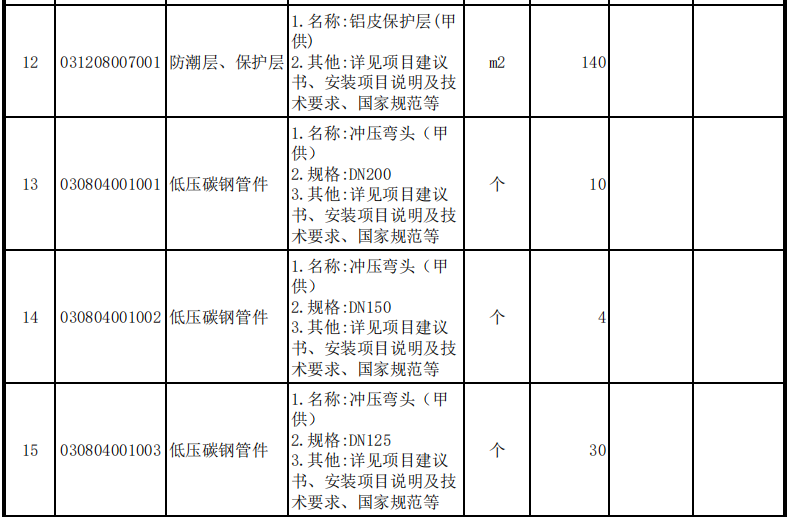 1.名称:铝皮保护层(甲
供)
2.其他:详见项目建议
书、安装项目说明及技
术要求、国家规范等
12 031208007001 防潮层、保护层 m2 140
1.名称:冲压弯头（甲
供）
2.规格:DN200
3.其他:详见项目建议
书、安装项目说明及技
术要求、国家规范等
13 030804001001 低压碳钢管件 个 10
1.名称:冲压弯头（甲
供）
2.规格:DN150
3.其他:详见项目建议
书、安装项目说明及技
术要求、国家规范等
14 030804001002 低压碳钢管件 个 4
1.名称:冲压弯头（甲
供）
2.规格:DN125
3.其他:详见项目建议
书、安装项目说明及技
术要求、国家规范等
15 030804001003 低压碳钢管件 个 30